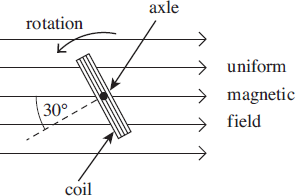 axle
rotation
uniform
magnetic
field
30°
coil